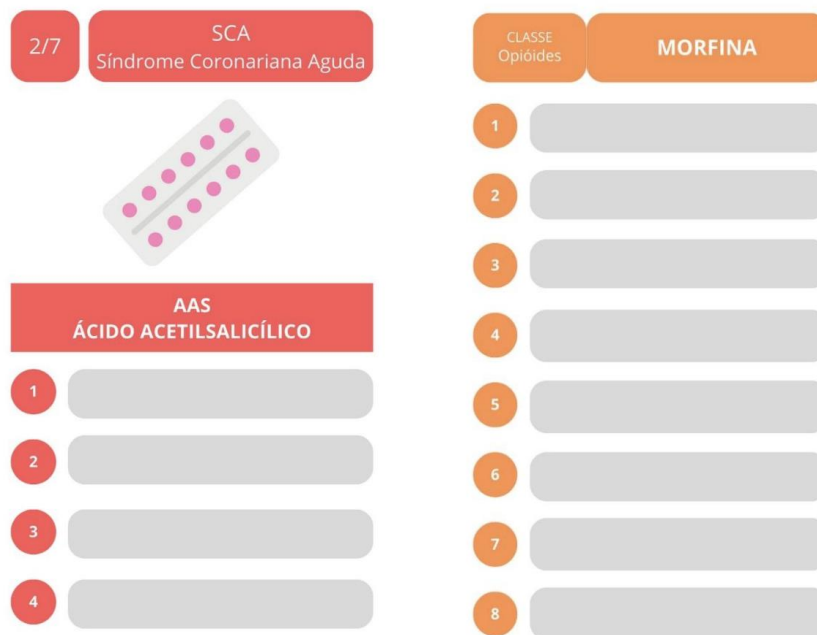 2/7
SCA
Síndrome Coronariana Aguda
AAS
ÁCIDO ACETILSALICÍLICO
1
2
3
4
CLASSE
Opióides
MORFINA
1
2
3
4
5
6
7
8